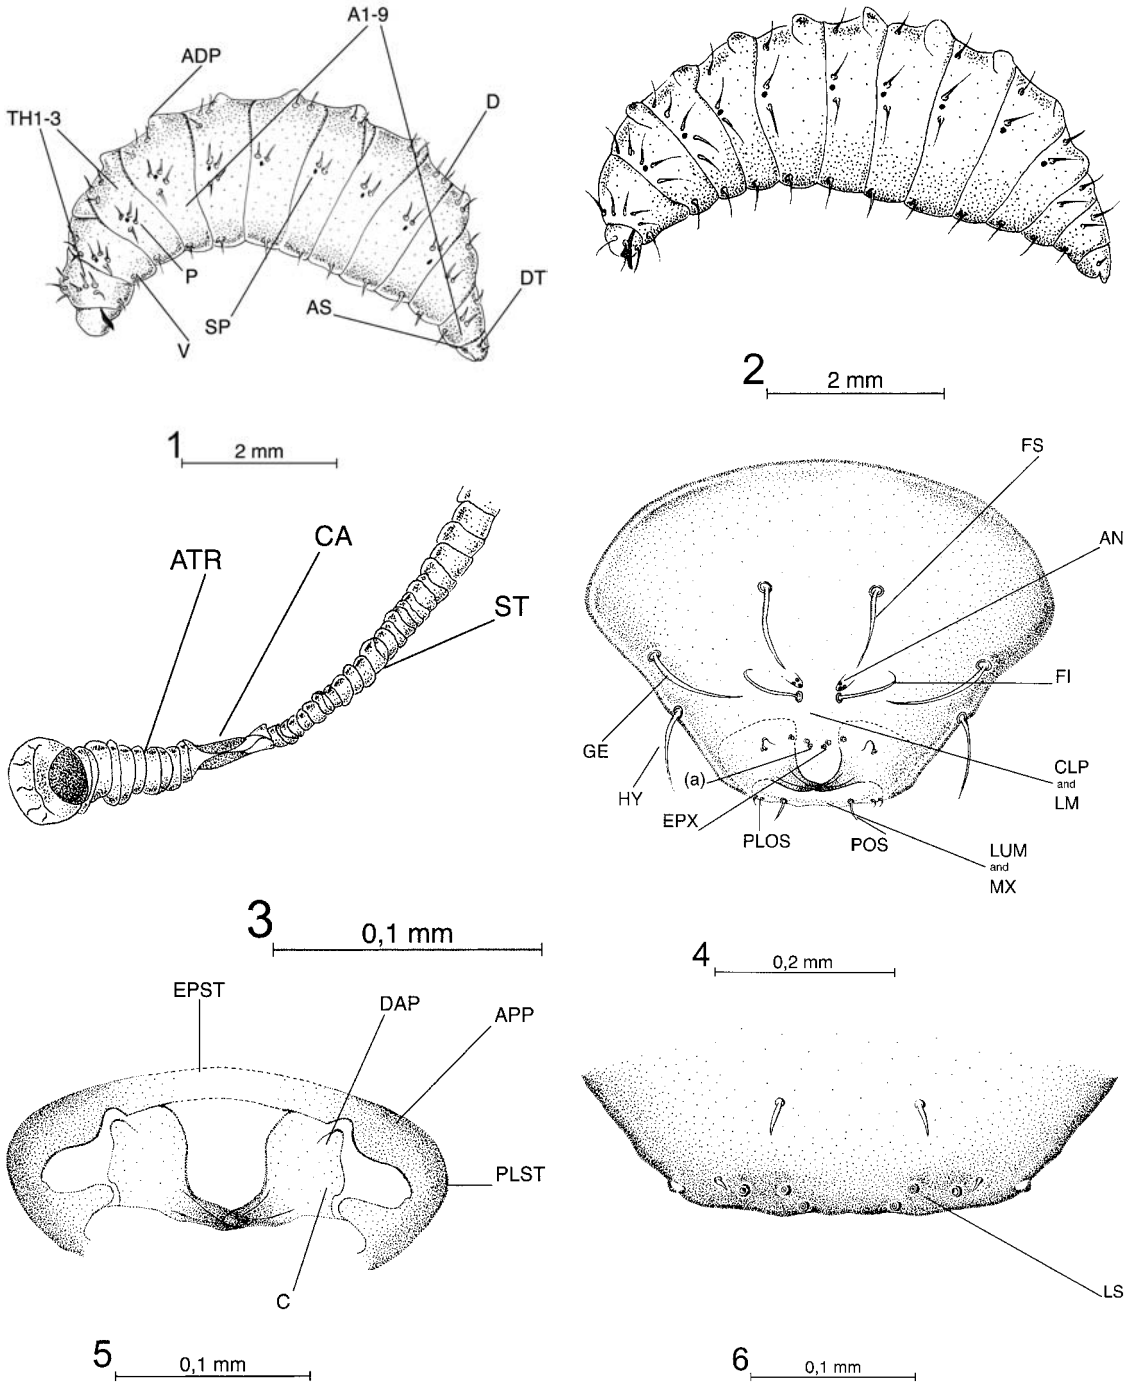 A1-9
ADP
D
TH1-3
P
DT
SP
AS
V
1
2 mm
2
2 mm
ATR
CA
ST
3
0,1 mm
FS
AN
FI
GE
(a)
HY
EPX
CLP
and
LM
PLOS
POS
LUM
and
MX
4
0,2 mm
EPST
DAP
APP
PLST
C
5
0,1 mm
LS
6
0,1 mm